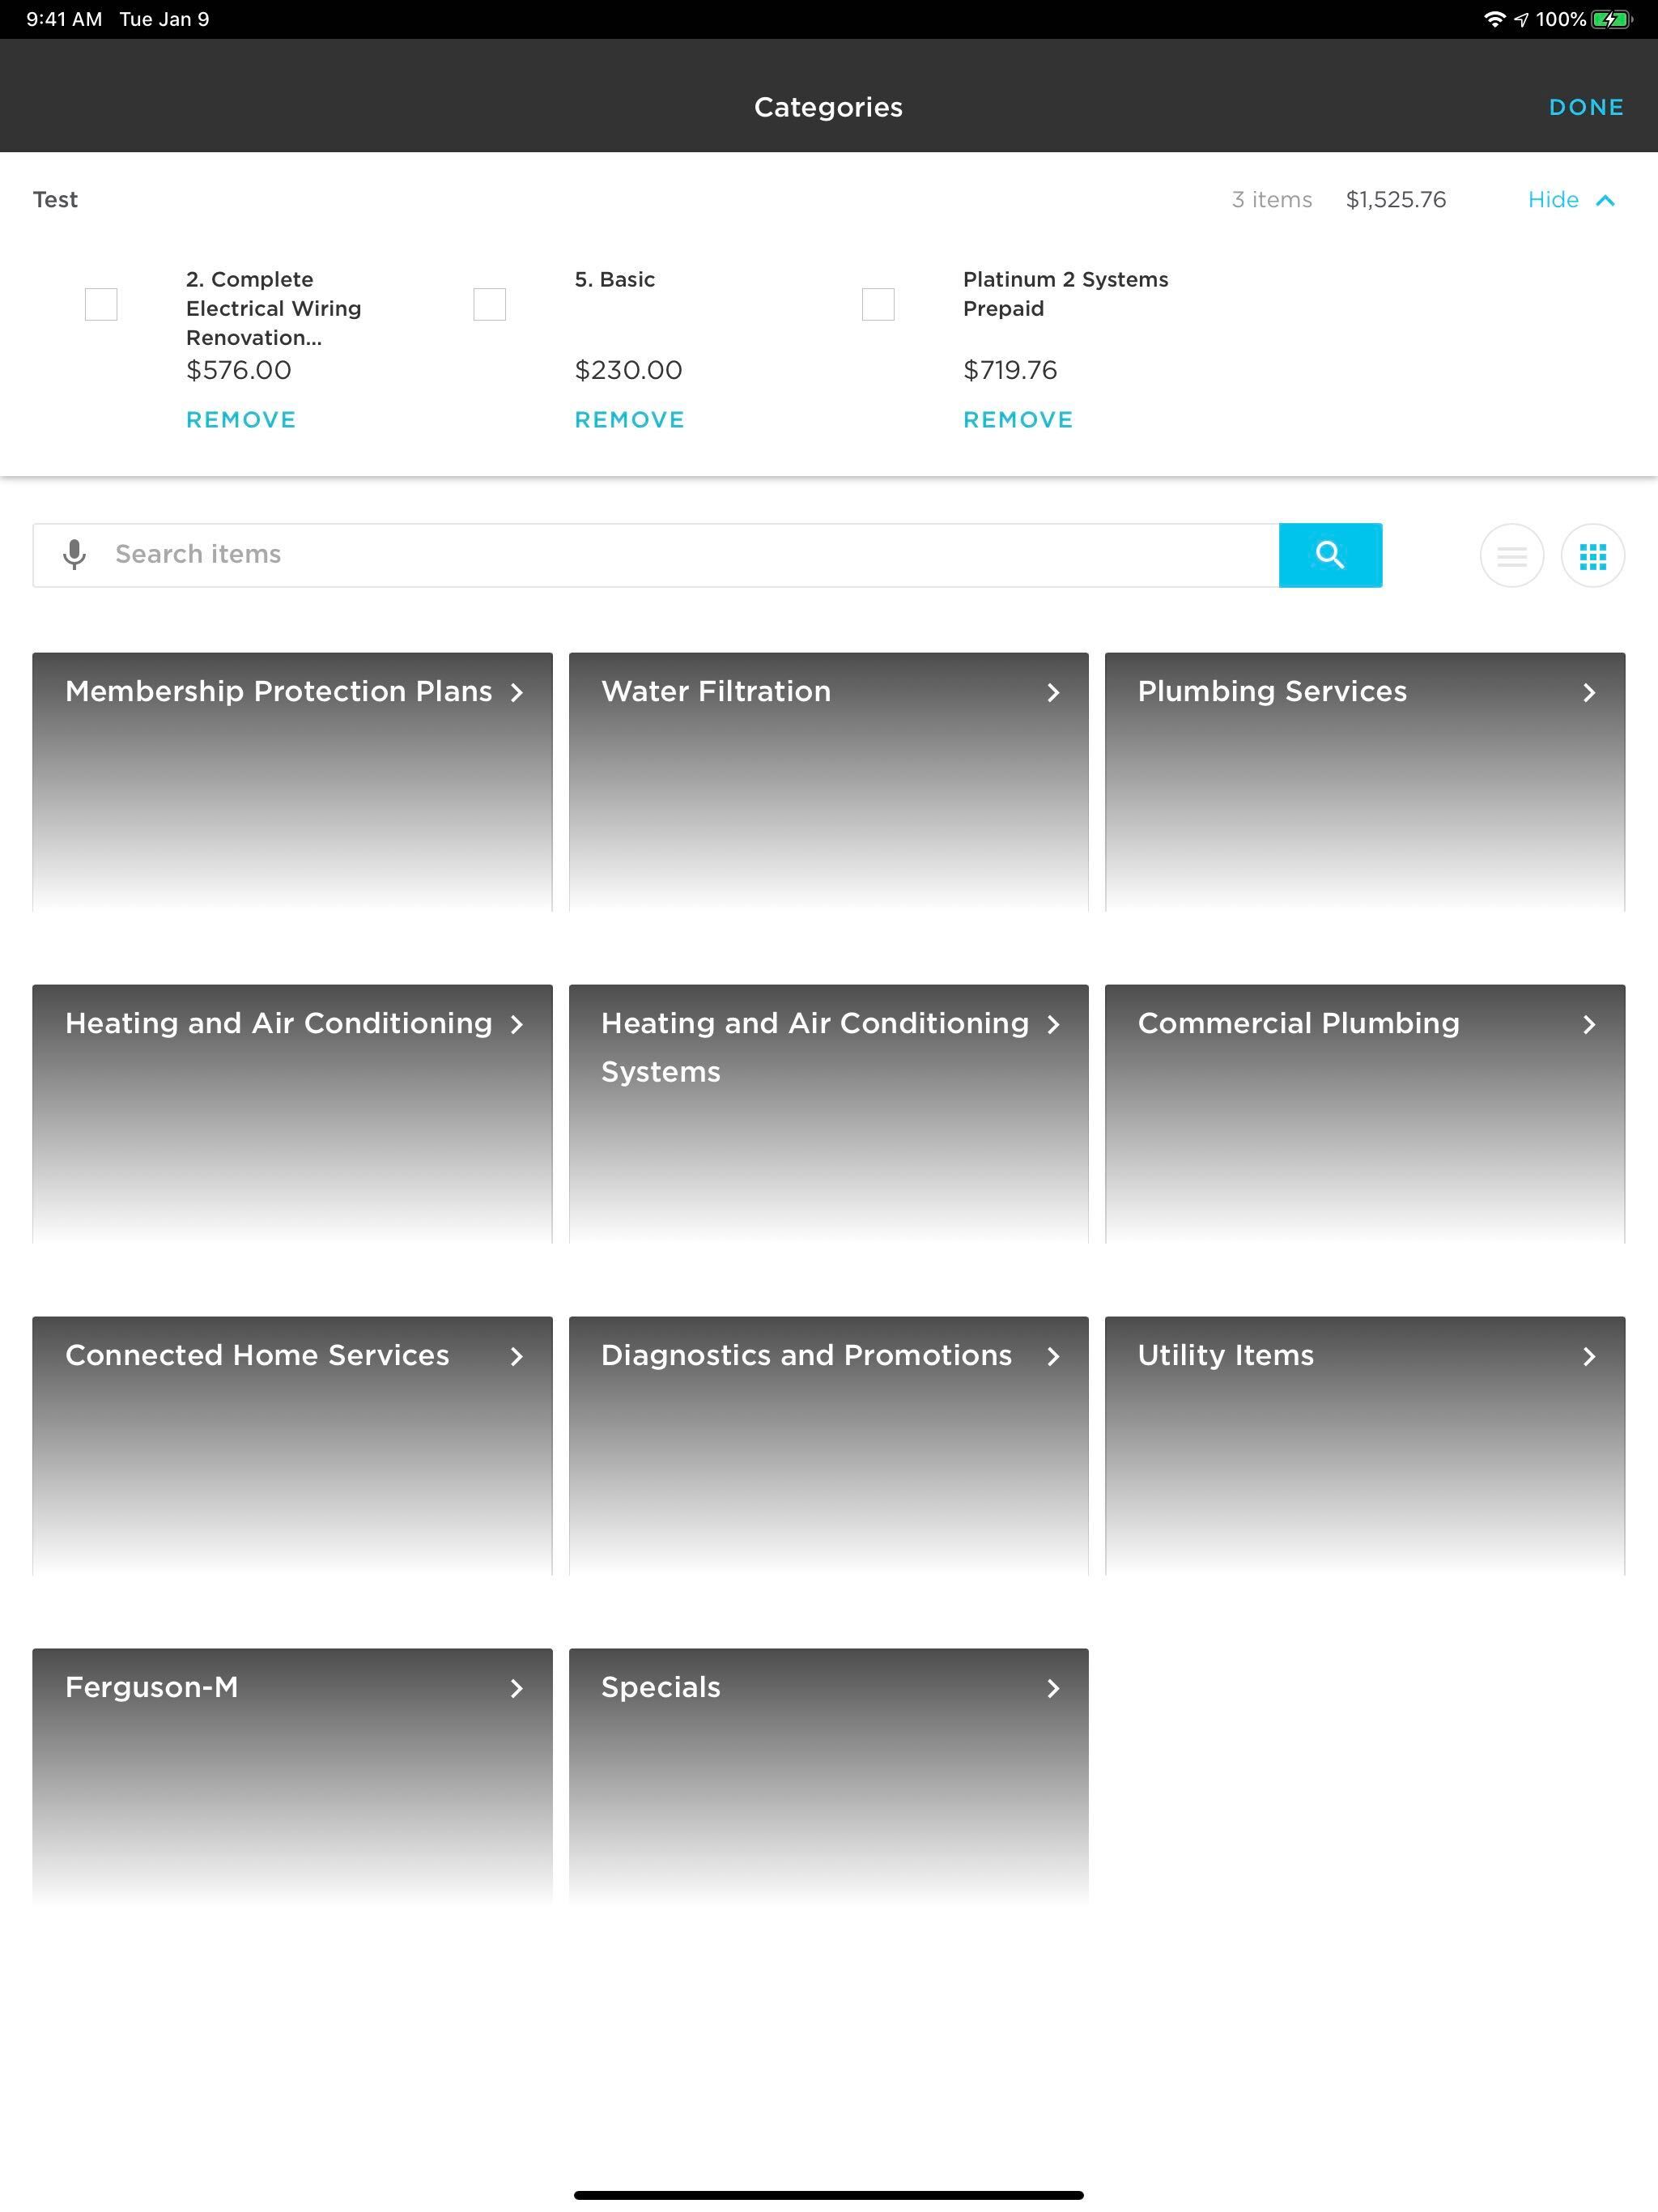 9:41 AM Tue Jan 9 100%
Categories DONE
Test 3 items $1,525.76 Hide
2. Complete
Electrical Wiring
Renovation...
$576.00
REMOVE
5. Basic
$230.00
REMOVE
Platinum 2 Systems
Prepaid
$719.76
REMOVE
Search items
Membership Protection Plans
Water Filtration
Plumbing Services
Heating and Air Conditioning
Heating and Air Conditioning
Systems
Commercial Plumbing
Connected Home Services
Diagnostics and Promotions
Utility Items
Ferguson-M
Specials